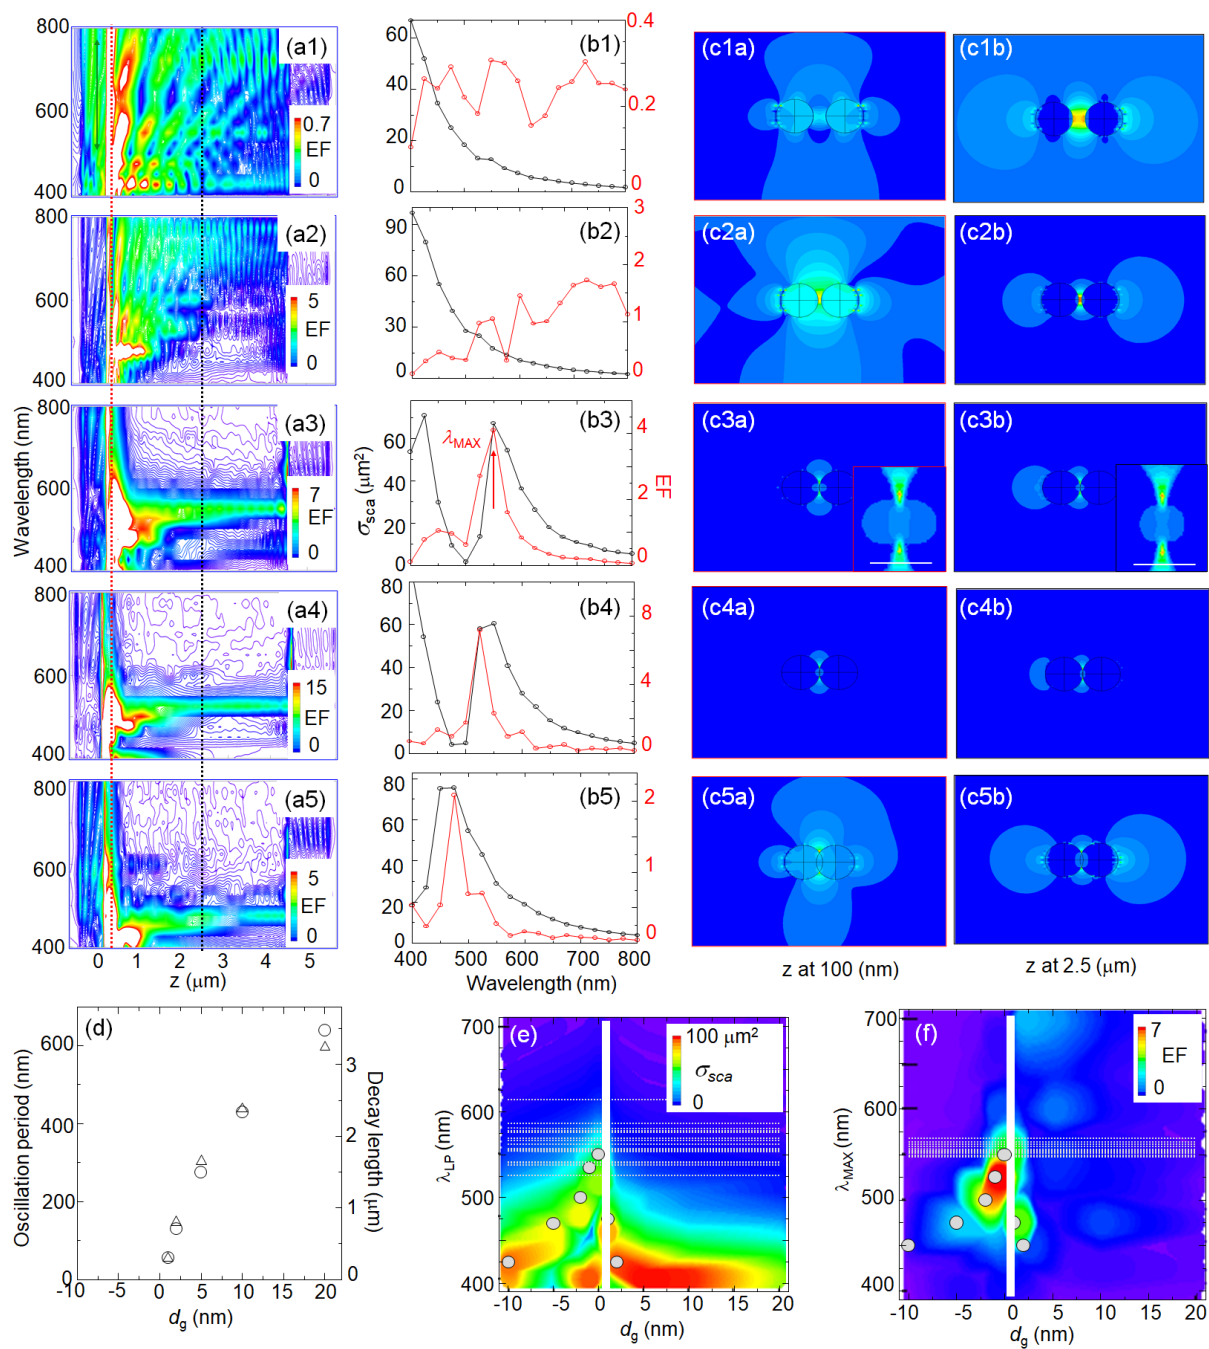 800
600
400
(a1)
0.7
EF
0
60
40
20
0
(b1)
0.4
0.2
0
(c1a)
(c1b)
800
600
400
(a2)
5
EF
0
90
60
30
0
(b2)
3
2
1
0
(c2a)
(c2b)
Wavelength (nm)
800
600
400
(a3)
7
EF
0
σsca (μm²)
60
40
20
0
λMAX
(b3)
4
2
0
EF
(c3a)
(c3b)
800
600
400
(a4)
15
EF
0
80
60
40
20
0
(b4)
8
4
0
(c4a)
(c4b)
800
600
400
(a5)
5
EF
0
80
60
40
20
0
(b5)
2
1
0
(c5a)
(c5b)
0 1 2 3 4 5
z (μm)
400 500 600 700 800
Wavelength (nm)
z at 100 (nm)
z at 2.5 (μm)
(d)
Oscillation period (nm)
600
400
200
0
3
2
1
0
Decay length (μm)
-10 -5 0 5 10 15 20
dg (nm)
(e)
100 μm²
σsca
0
λLP (nm)
700
600
500
400
-10 -5 0 5 10 15 20
dg (nm)
(f)
7
EF
0
λMAX (nm)
700
600
500
400
-10 -5 0 5 10 15 20
dg (nm)